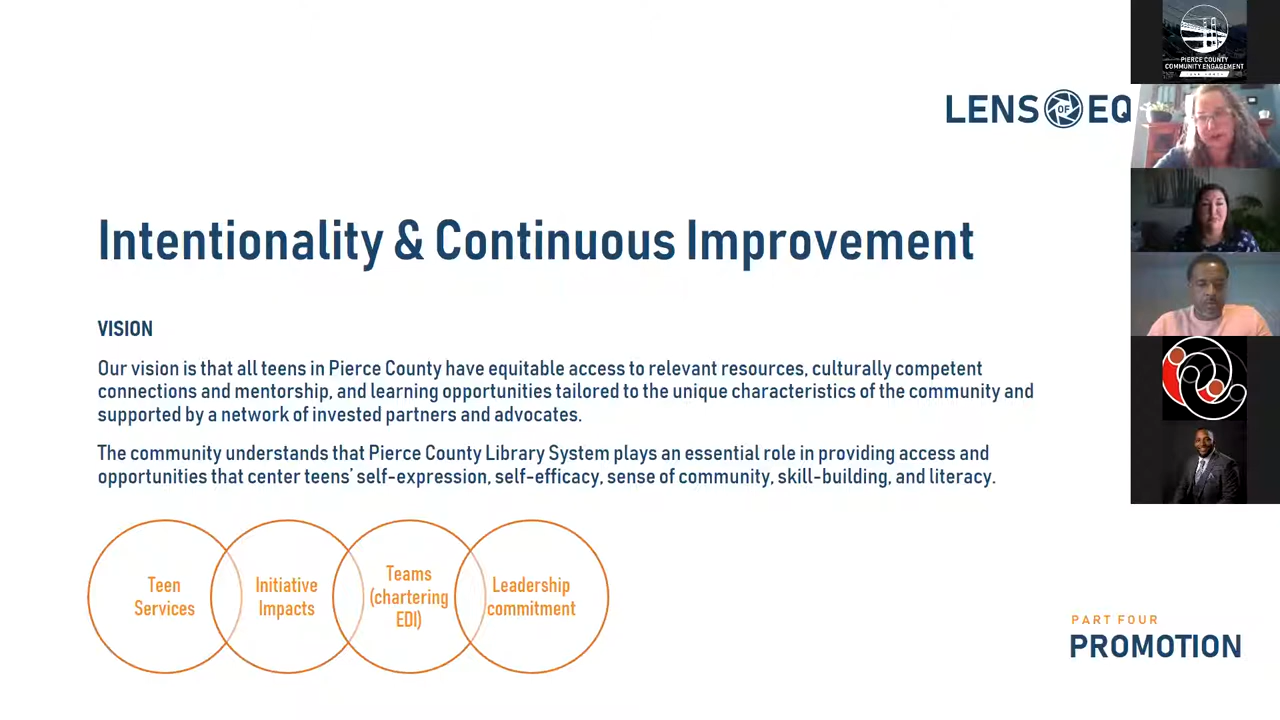 PIERCE COUNTY
COMMUNITY ENGAGEMENT
LENS OF EQ
Intentionality & Continuous Improvement
VISION
Our vision is that all teens in Pierce County have equitable access to relevant resources, culturally competent
connections and mentorship, and learning opportunities tailored to the unique characteristics of the community and
supported by a network of invested partners and advocates.
The community understands that Pierce County Library System plays an essential role in providing access and
opportunities that center teens’ self-expression, self-efficacy, sense of community, skill-building, and literacy.
Teen
Services
Initiative
Impacts
Teams
(chartering
EDI)
Leadership
commitment
PART FOUR
PROMOTION